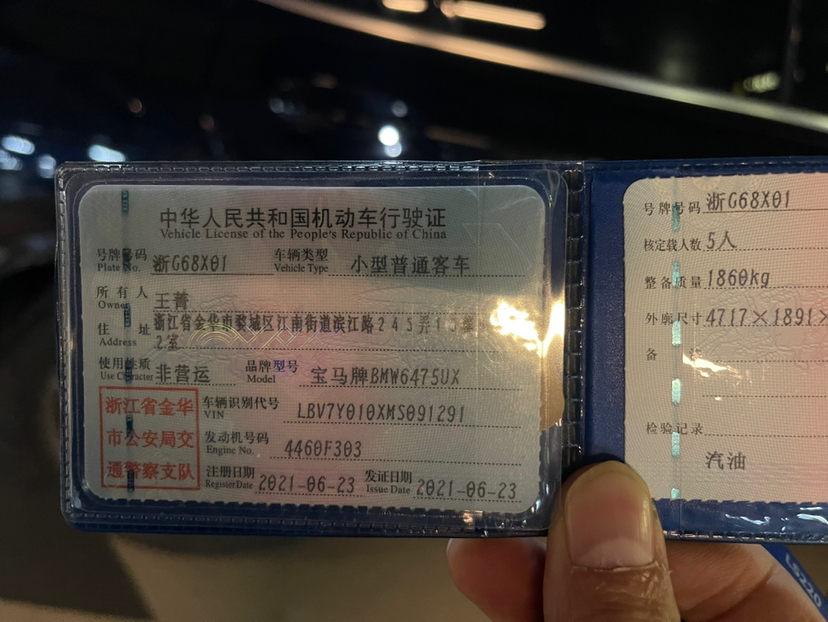 中华人民共和国机动车行驶证
Vehicle License of the People's Republic of China
号牌号码 浙G68X01 车辆类型 小型普通客车
Plate No. Vehicle Type
所有人 王菁
Owner
住址 浙江省金华市婺城区江南街道滨江路245弄15
Address 2室
使用性质 非营运 品牌型号 宝马牌BMW6475UX
Use Character Model
浙江省金华
市公安局交
通警察支队
车辆识别代号 LBV7Y010XMS091291
VIN
发动机号码 4460F303
Engine No.
注册日期 2021-06-23 发证日期 2021-06-23
Register Date Issue Date
号牌号码 浙G68X01
核定载人数 5人
整备质量 1860kg
外廓尺寸 4717×1891×
备注
检验记录
汽油
LS220